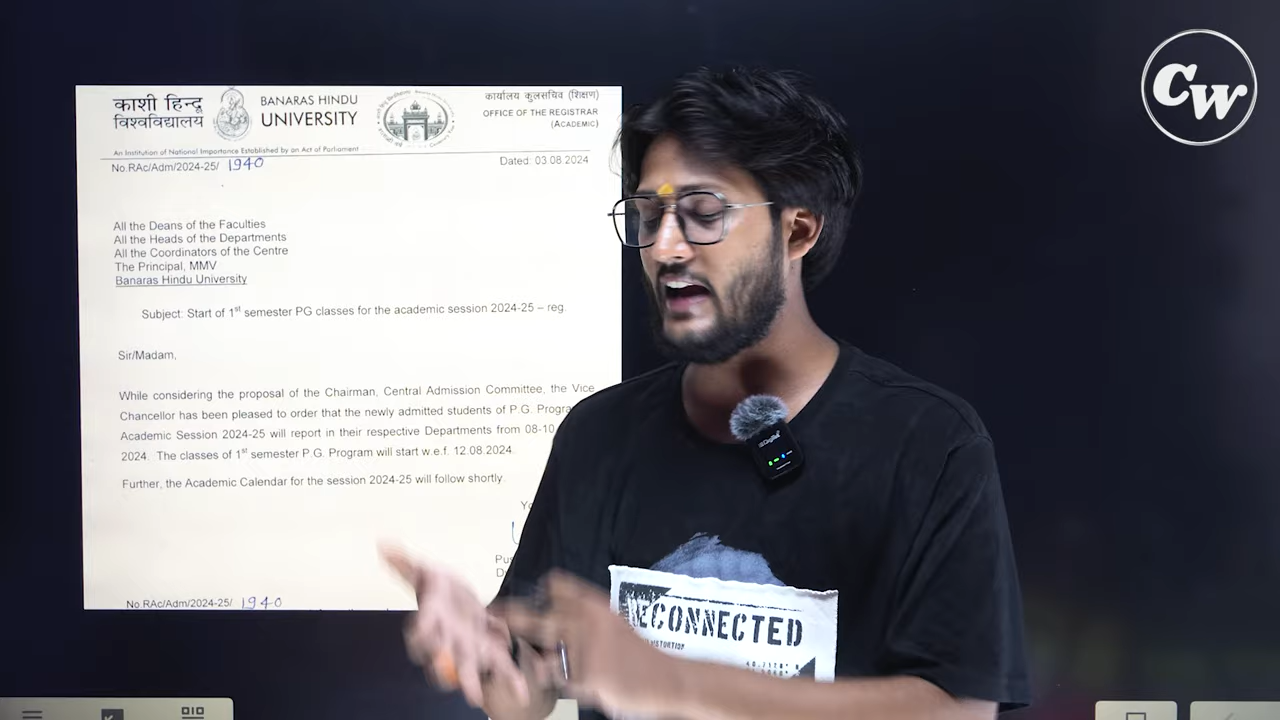 काशी हिन्दू
विश्वविद्यालय
BANARAS HINDU
UNIVERSITY
कार्यालय कुलसचिव (शिक्षण)
OFFICE OF THE REGISTRAR
(ACADEMIC)
An Institution of National Importance Established by an Act of Parliament
No.RAc/Adm/2024-25/ 1940
Dated: 03.08.2024
All the Deans of the Faculties
All the Heads of the Departments
All the Coordinators of the Centre
The Principal, MMV
Banaras Hindu University
Subject: Start of 1st semester PG classes for the academic session 2024-25 – reg.
Sir/Madam,
While considering the proposal of the Chairman, Central Admission Committee, the Vice
Chancellor has been pleased to order that the newly admitted students of P.G.
Academic Session 2024-25 will report in their respective Departments from 08-10
2024. The classes of 1st semester P.G. Program will start w.e.f. 12.08.2024.
Further, the Academic Calendar for the session 2024-25 will follow shortly.
No.RAc/Adm/2024-25/ 1940
CW
RECONNECTED